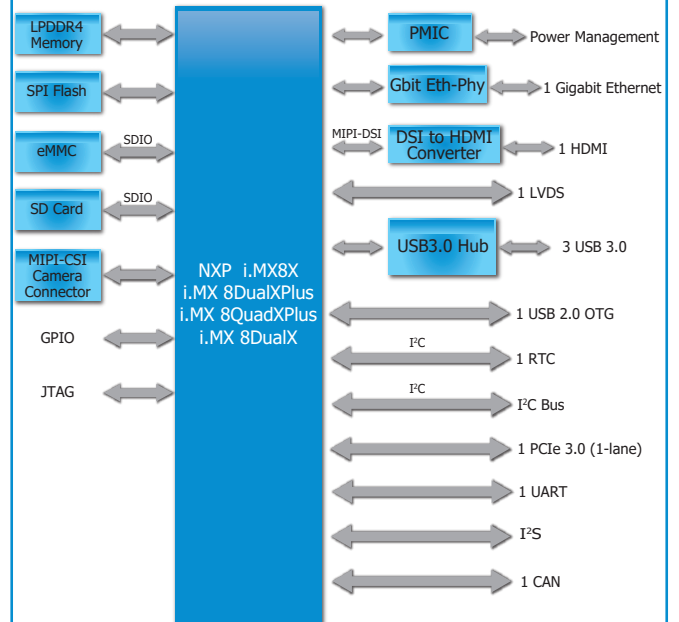 LPDDR4
Memory
SPI Flash
eMMC
SDIO
SD Card
SDIO
MIPI-CSI
Camera
Connector
GPIO
JTAG
NXP i.MX8X
i.MX 8DualXPlus
i.MX 8QuadXPlus
i.MX 8DualX
PMIC
Power Management
Gbit Eth-Phy
1 Gigabit Ethernet
MIPI-DSI
DSI to HDMI
Converter
1 HDMI
1 LVDS
USB3.0 Hub
3 USB 3.0
1 USB 2.0 OTG
I²C
1 RTC
I²C
I²C Bus
1 PCIe 3.0 (1-lane)
1 UART
I²S
1 CAN